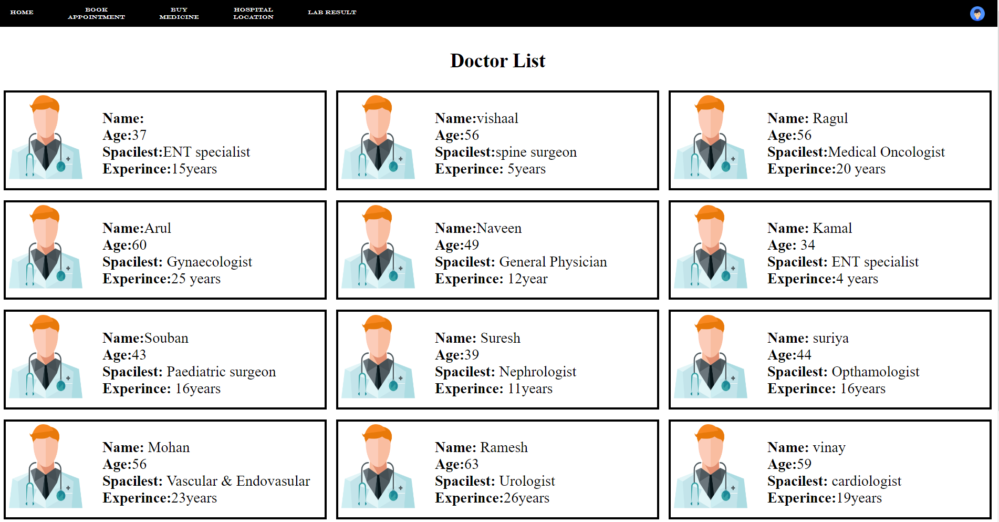 HOME
BOOK
APPOINTMENT
BUY
MEDICINE
HOSPITAL
LOCATION
LAB RESULT
Doctor List
Name:
Age:37
Spacilest:ENT specialist
Experince:15years
Name:vishaal
Age:56
Spacilest:spine surgeon
Experince: 5years
Name: Ragul
Age:56
Spacilest:Medical Oncologist
Experince:20 years
Name:Arul
Age:60
Spacilest: Gynaecologist
Experince:25 years
Name:Naveen
Age:49
Spacilest: General Physician
Experince: 12year
Name: Kamal
Age: 34
Spacilest: ENT specialist
Experince:4 years
Name:Souban
Age:43
Spacilest: Paediatric surgeon
Experince: 16years
Name: Suresh
Age:39
Spacilest: Nephrologist
Experince: 11years
Name: suriya
Age:44
Spacilest: Opthamologist
Experince: 16years
Name: Mohan
Age:56
Spacilest: Vascular & Endovasular
Experince:23years
Name: Ramesh
Age:63
Spacilest: Urologist
Experince:26years
Name: vinay
Age:59
Spacilest: cardiologist
Experince:19years